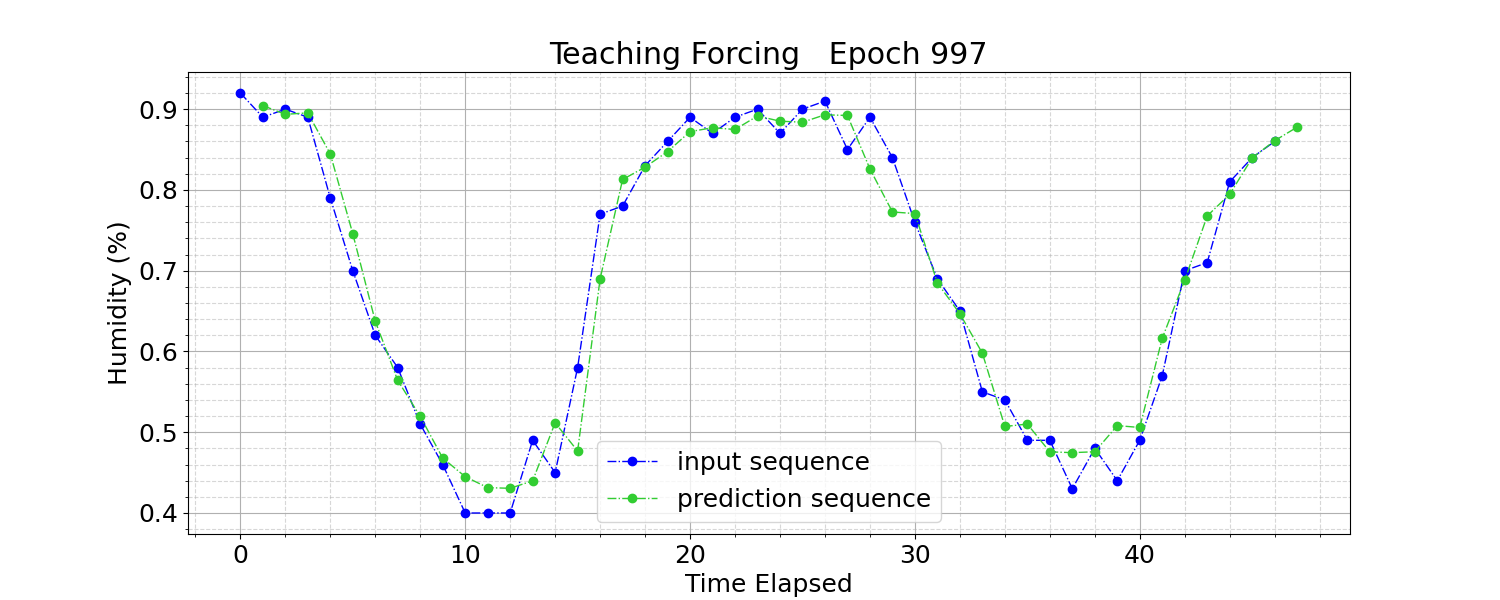 Teaching Forcing   Epoch 997
Humidity (%)
0.9
0.8
0.7
0.6
0.5
0.4
input sequence
prediction sequence
0 10 20 30 40
Time Elapsed